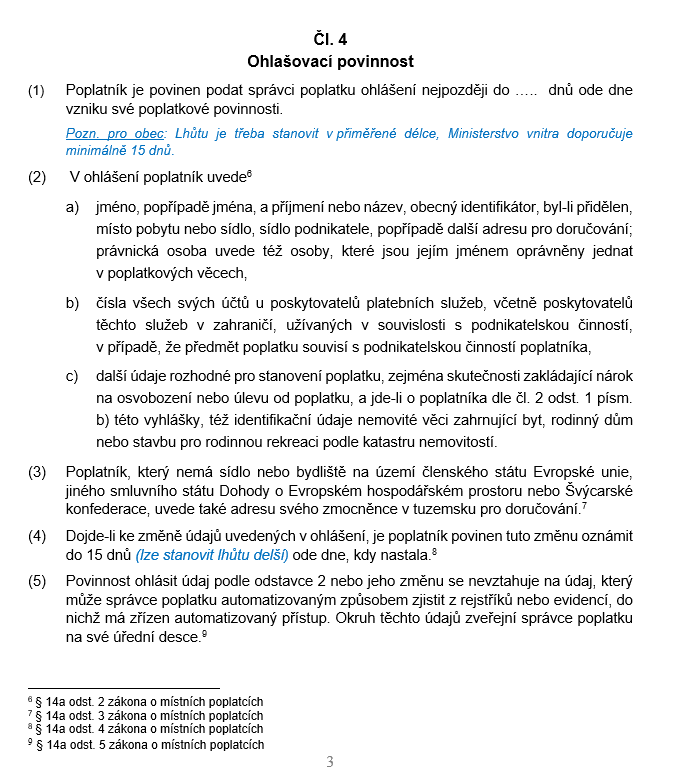 Čl. 4
Ohlašovací povinnost
(1) Poplatník je povinen podat správci poplatku ohlášení nejpozději do ….. dnů ode dne
vzniku své poplatkové povinnosti.
Pozn. pro obec: Lhůtu je třeba stanovit v přiměřené délce, Ministerstvo vnitra doporučuje
minimálně 15 dnů.
(2) V ohlášení poplatník uvede⁶
a) jméno, popřípadě jména, a příjmení nebo název, obecný identifikátor, byl-li přidělen,
místo pobytu nebo sídlo, sídlo podnikatele, popřípadě další adresu pro doručování;
právnická osoba uvede též osoby, které jsou jejím jménem oprávněny jednat
v poplatkových věcech,
b) čísla všech svých účtů u poskytovatelů platebních služeb, včetně poskytovatelů
těchto služeb v zahraničí, užívaných v souvislosti s podnikatelskou činností,
v případě, že předmět poplatku souvisí s podnikatelskou činností poplatníka,
c) další údaje rozhodné pro stanovení poplatku, zejména skutečnosti zakládající nárok
na osvobození nebo úlevu od poplatku, a jde-li o poplatníka dle čl. 2 odst. 1 písm.
b) této vyhlášky, též identifikační údaje nemovité věci zahrnující byt, rodinný dům
nebo stavbu pro rodinnou rekreaci podle katastru nemovitostí.
(3) Poplatník, který nemá sídlo nebo bydliště na území členského státu Evropské unie,
jiného smluvního státu Dohody o Evropském hospodářském prostoru nebo Švýcarské
konfederace, uvede také adresu svého zmocněnce v tuzemsku pro doručování.⁷
(4) Dojde-li ke změně údajů uvedených v ohlášení, je poplatník povinen tuto změnu oznámit
do 15 dnů (lze stanovit lhůtu delší) ode dne, kdy nastala.⁸
(5) Povinnost ohlásit údaj podle odstavce 2 nebo jeho změnu se nevztahuje na údaj, který
může správce poplatku automatizovaným způsobem zjistit z rejstříků nebo evidencí, do
nichž má zřízen automatizovaný přístup. Okruh těchto údajů zveřejní správce poplatku
na své úřední desce.⁹
⁶ § 14a odst. 2 zákona o místních poplatcích
⁷ § 14a odst. 3 zákona o místních poplatcích
⁸ § 14a odst. 4 zákona o místních poplatcích
⁹ § 14a odst. 5 zákona o místních poplatcích
3